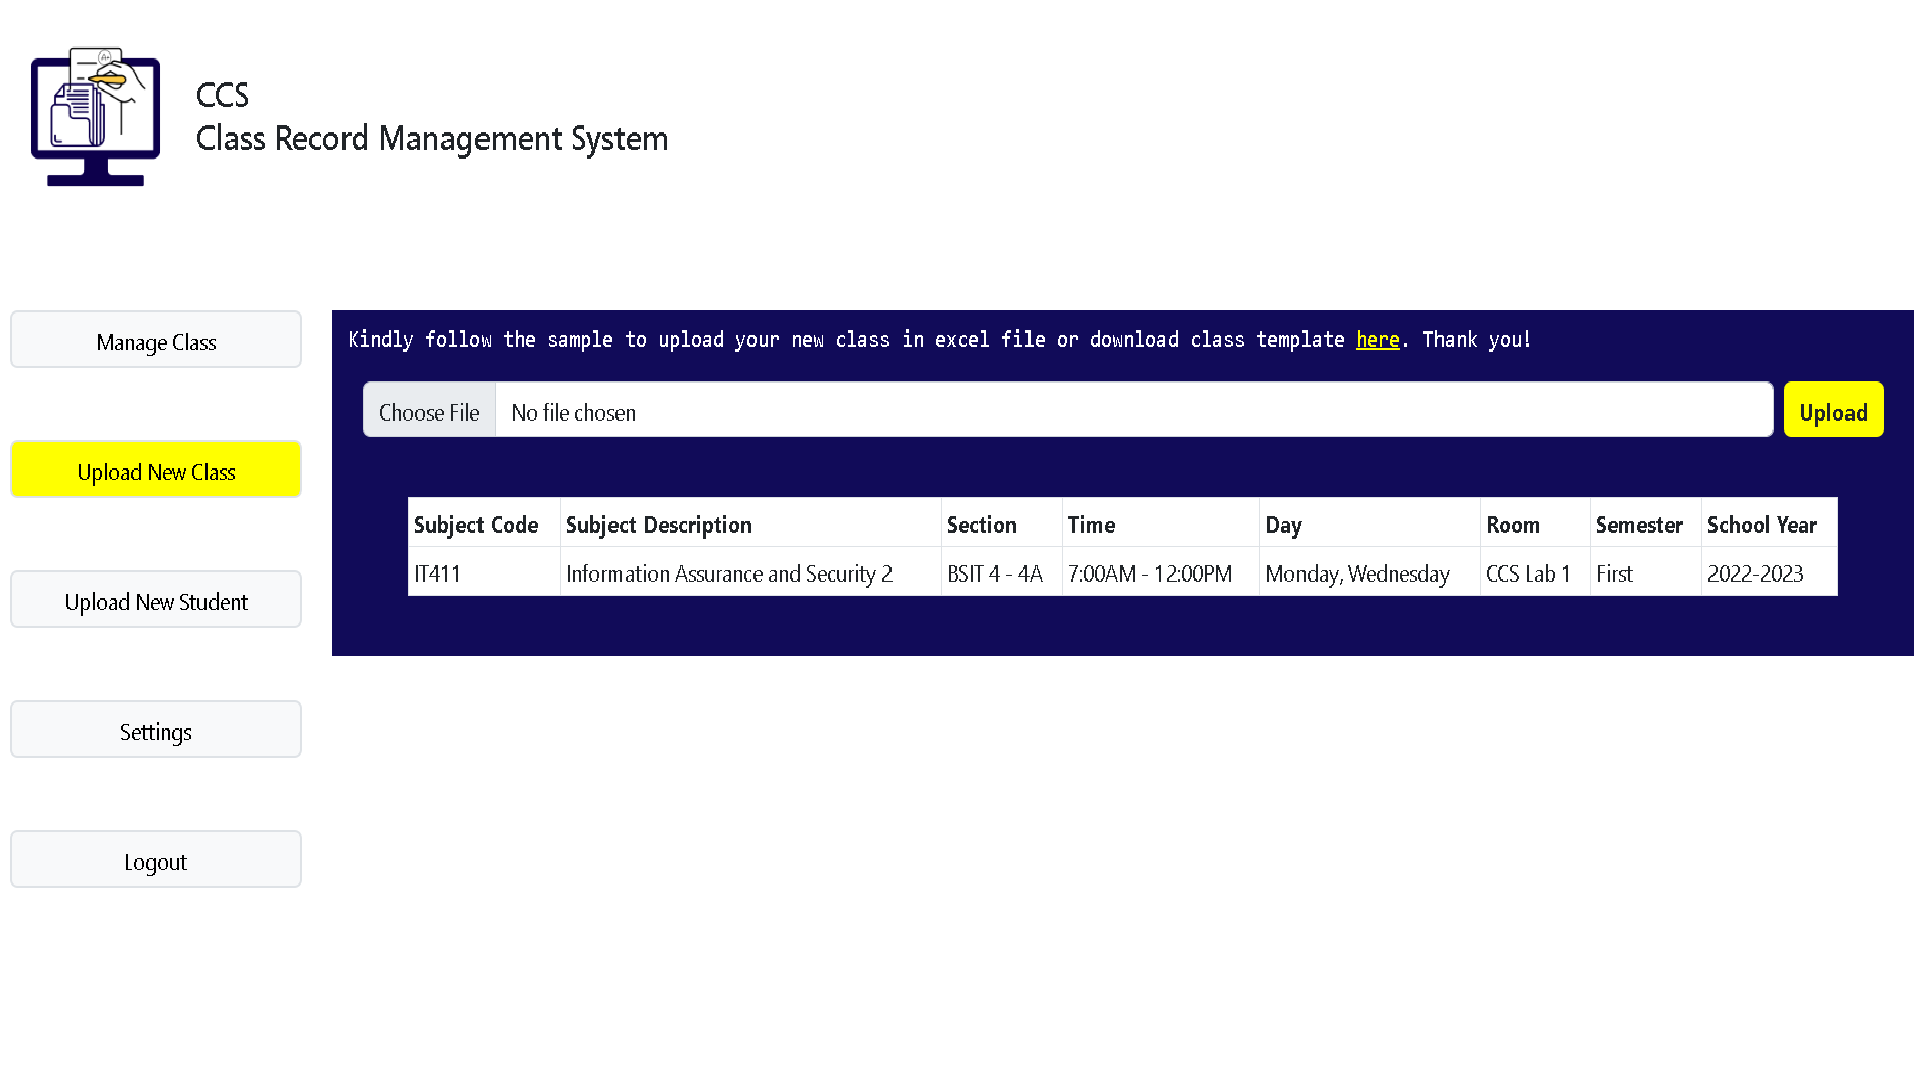 A+
CCS
Class Record Management System
Manage Class
Upload New Class
Upload New Student
Settings
Logout
Kindly follow the sample to upload your new class in excel file or download class template here. Thank you!
Choose File No file chosen Upload
Subject Code Subject Description Section Time Day Room Semester School Year
IT411 Information Assurance and Security 2 BSIT 4 - 4A 7:00AM - 12:00PM Monday, Wednesday CCS Lab 1 First 2022-2023